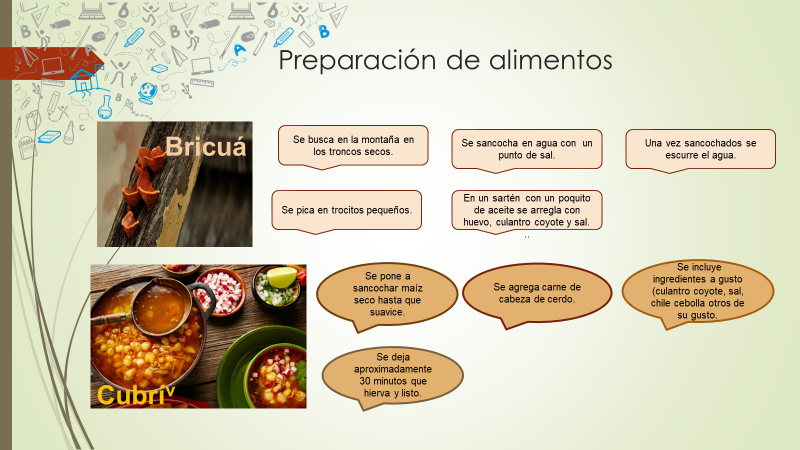 Preparación de alimentos
Bricuá
Se busca en la montaña en
los troncos secos.
Se sancocha en agua con un
punto de sal.
Una vez sancochados se
escurre el agua.
Se pica en trocitos pequeños.
En un sartén con un poquito
de aceite se arregla con
huevo, culantro coyote y sal.
..
Cubríᵛ
Se pone a
sancochar maíz
seco hasta que
suavice.
Se agrega carne de
cabeza de cerdo.
Se incluye
ingredientes a gusto
(culantro coyote, sal,
chile cebolla otros de
su gusto.
Se deja
aproximadamente
30 minutos que
hierva y listo.